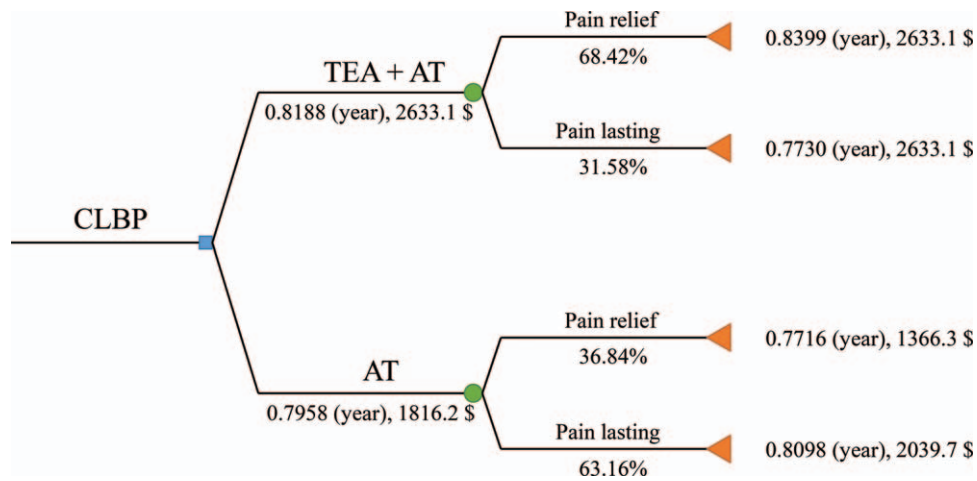 Pain relief
68.42%
0.8399 (year), 2633.1 $
TEA + AT
0.8188 (year), 2633.1 $
Pain lasting
31.58%
0.7730 (year), 2633.1 $
CLBP
Pain relief
36.84%
0.7716 (year), 1366.3 $
AT
0.7958 (year), 1816.2 $
Pain lasting
63.16%
0.8098 (year), 2039.7 $